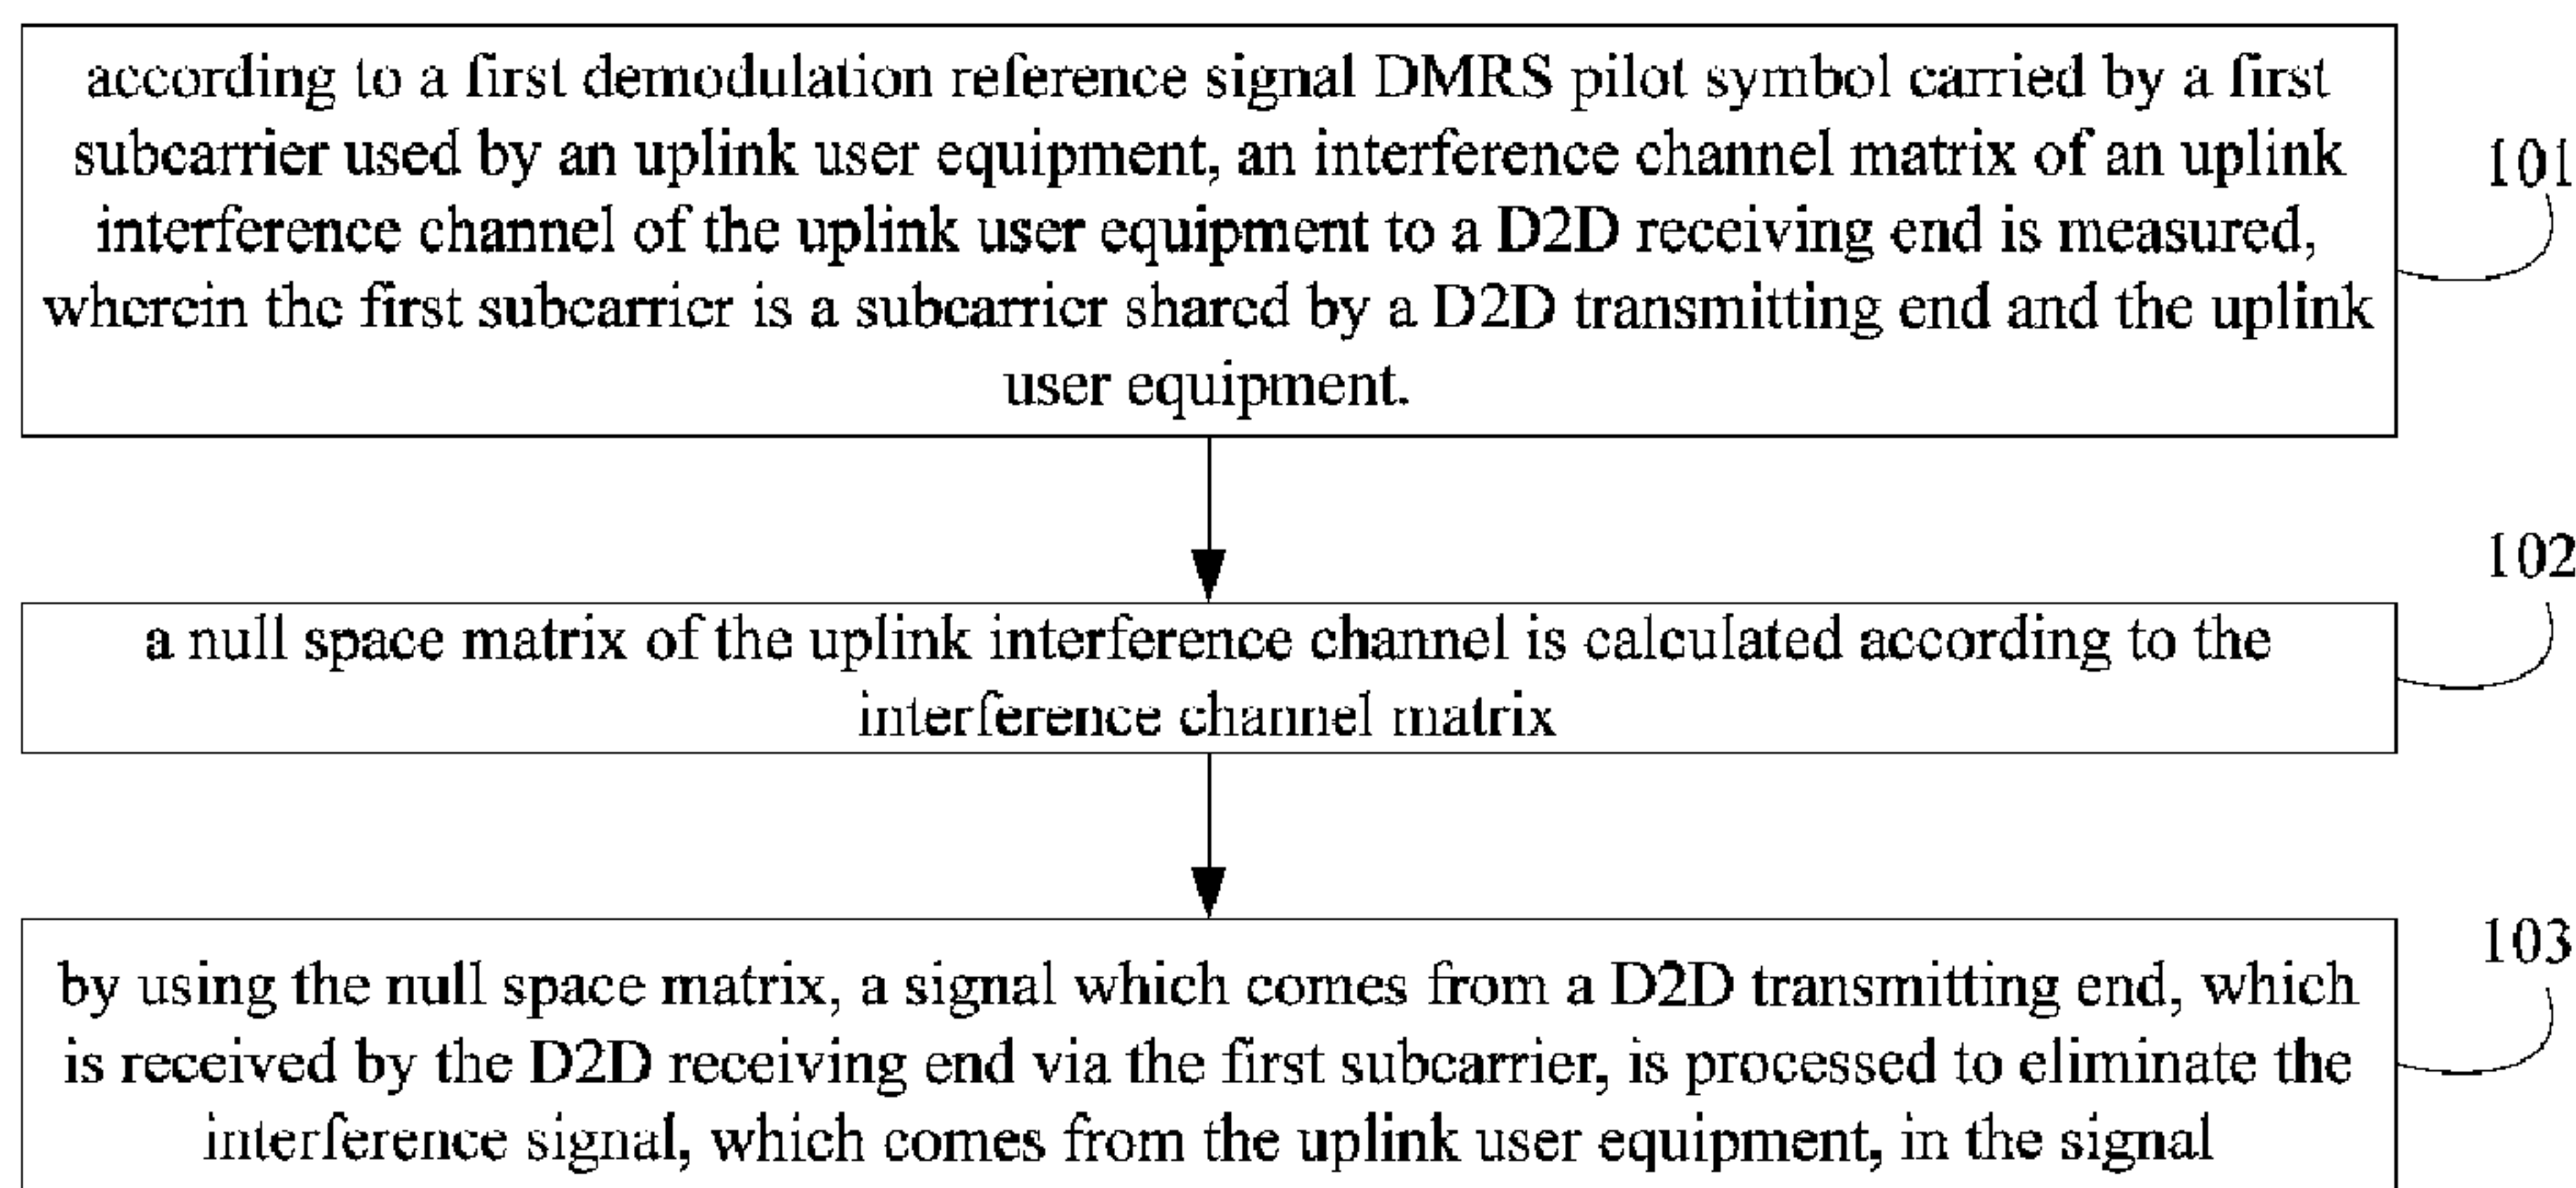 according to a first demodulation reference signal DMRS pilot symbol carried by a first
subcarrier used by an uplink user equipment, an interference channel matrix of an uplink
interference channel of the uplink user equipment to a D2D receiving end is measured,
wherein the first subcarrier is a subcarrier shared by a D2D transmitting end and the uplink
user equipment.
101
a null space matrix of the uplink interference channel is calculated according to the
interference channel matrix
102
by using the null space matrix, a signal which comes from a D2D transmitting end, which
is received by the D2D receiving end via the first subcarrier, is processed to eliminate the
interference signal, which comes from the uplink user equipment, in the signal
103